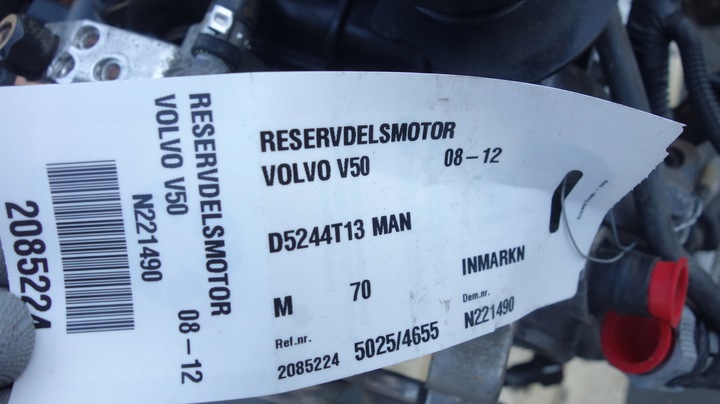 RESERVDELSMOTOR
VOLVO V50 08-12
D5244T13 MAN
M 70 INMARKN
Ref.nr. Dem.nr.
2085224 5025/4655 N221490
RESERVDELSMOTOR
VOLVO V50 08-12
N221490
2085224